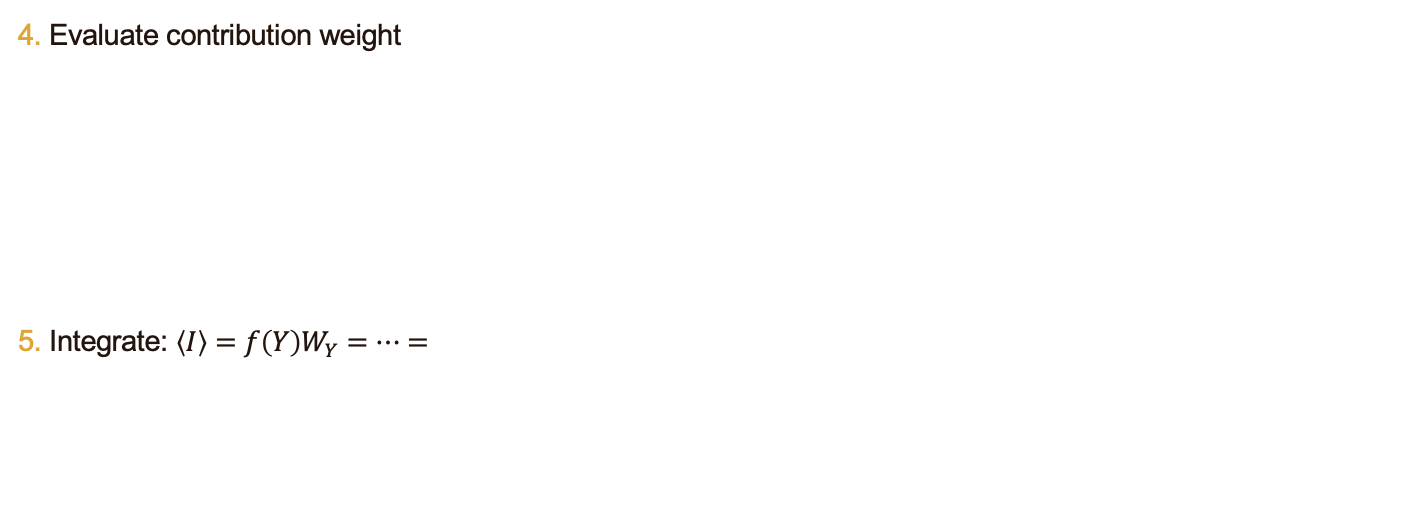 4. Evaluate contribution weight
5. Integrate: ⟨I⟩ = f(Y)W_Y = ⋯ =